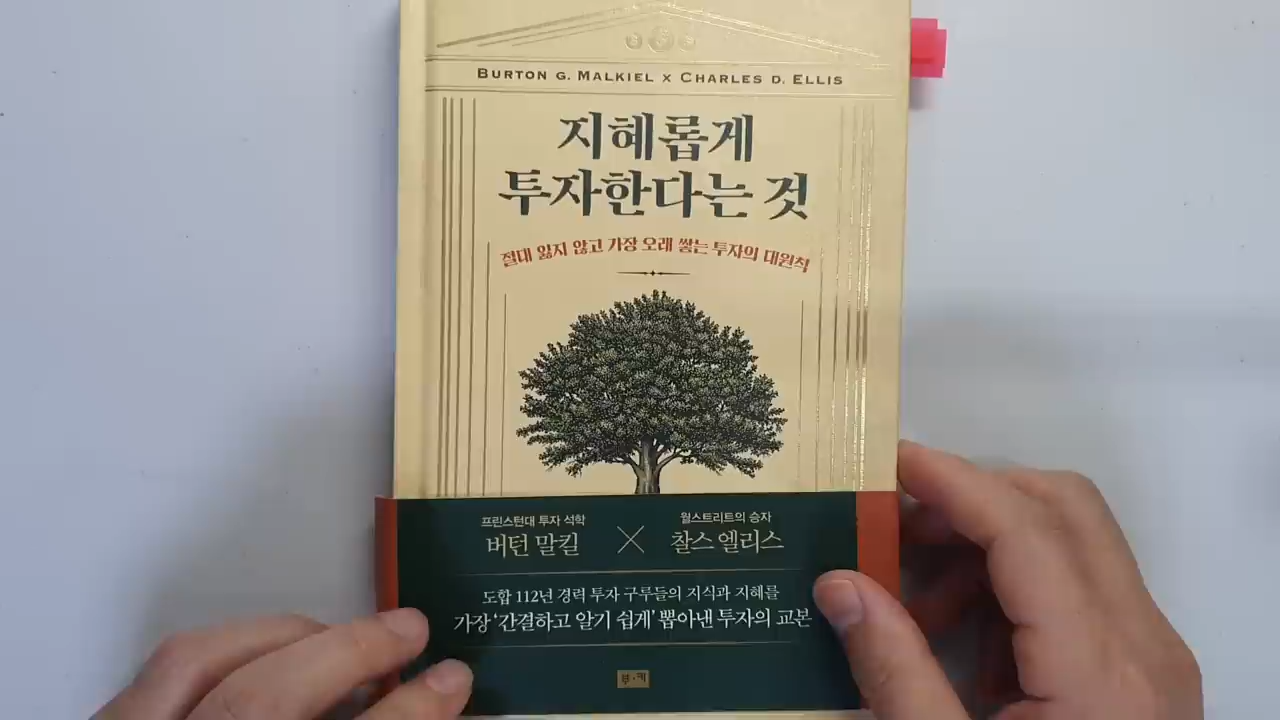 BURTON G. MALKIEL X CHARLES D. ELLIS
지혜롭게
투자한다는 것
절대 잃지 않고 가장 오래 쌓는 투자의 대원칙
프린스턴대 투자 석학
버턴 말킬
월스트리트의 승자
찰스 엘리스
도합 112년 경력 투자 구루들의 지식과 지혜를
가장 ‘간결하고 알기 쉽게’ 뽑아낸 투자의 교본
부·키